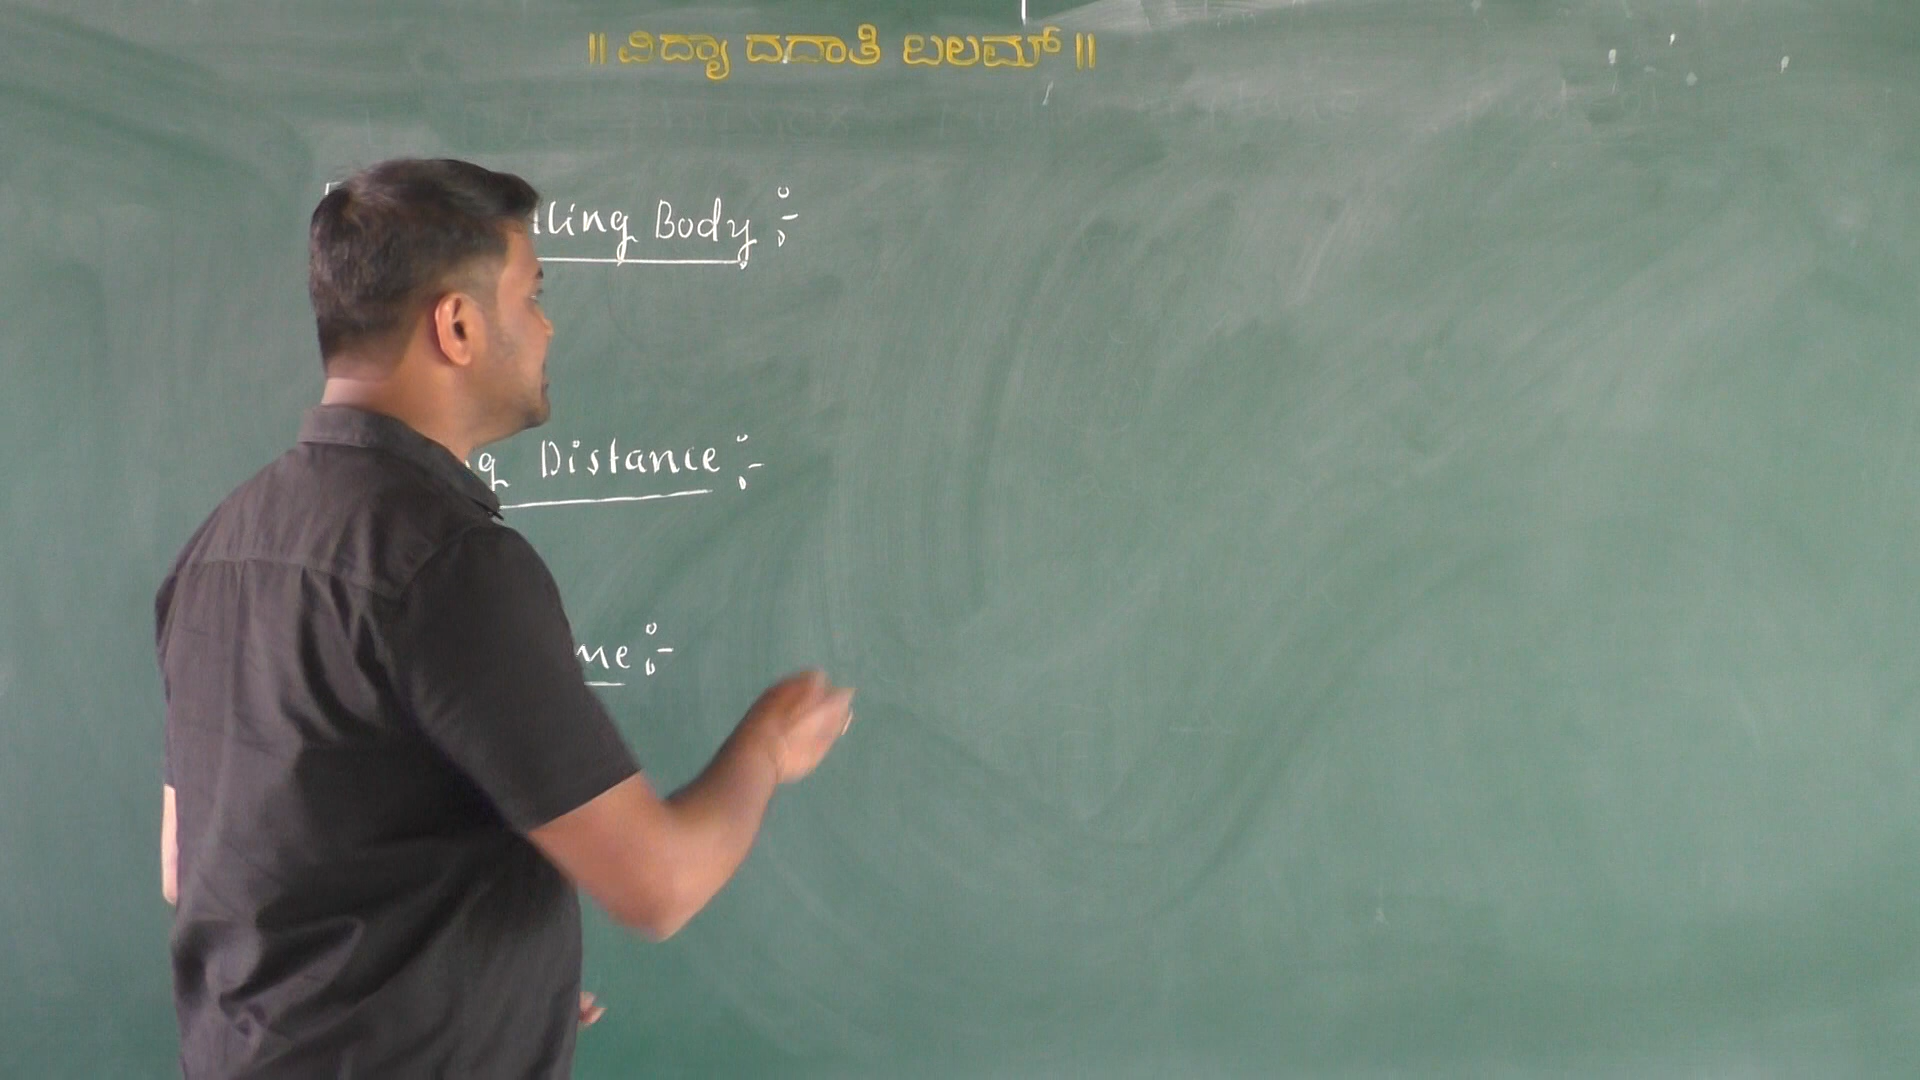 ॥ ವಿದ್ಯಾ ದದಾತಿ ಬಲಮ್ ॥
lling Body :-
g Distance :-
me :-